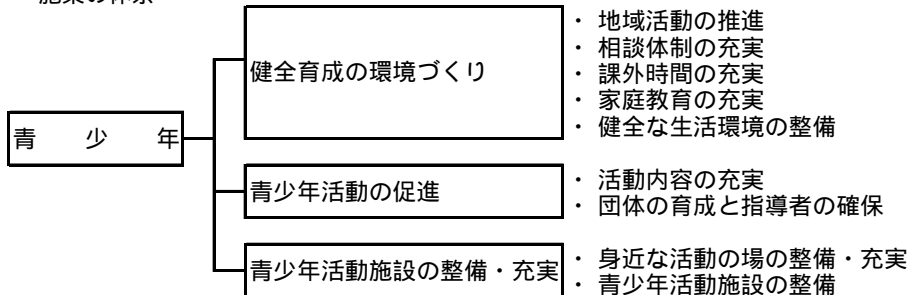 施策の体系
健全育成の環境づくり
・ 地域活動の推進
・ 相談体制の充実
・ 課外時間の充実
・ 家庭教育の充実
・ 健全な生活環境の整備
青　少　年
青少年活動の促進
・ 活動内容の充実
・ 団体の育成と指導者の確保
青少年活動施設の整備・充実
・ 身近な活動の場の整備・充実
・ 青少年活動施設の整備